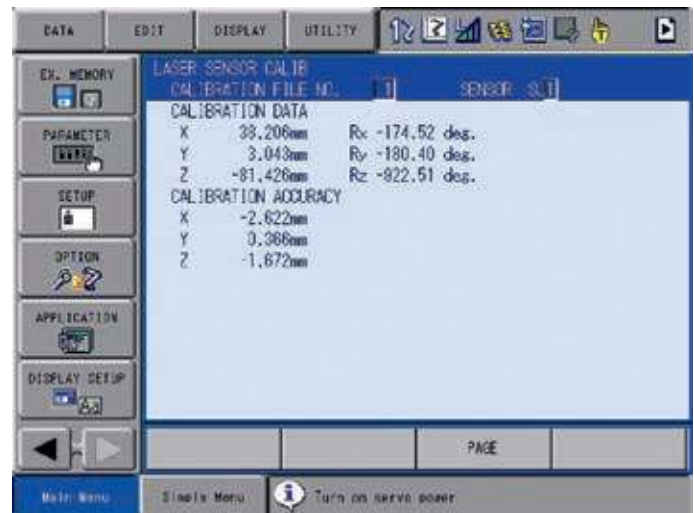 DATA EDIT DISPLAY UTILITY
EX. MEMORY
PARAMETER
SETUP
OPTION
APPLICATION
DISPLAY SETUP
LASER SENSOR CALIB
CALIBRATION FILE NO. 1 SENSOR S1
CALIBRATION DATA
X 38.206mm Rx -174.52 deg.
Y 3.043mm Ry -180.40 deg.
Z -81.426mm Rz -922.51 deg.
CALIBRATION ACCURACY
X -2.622mm
Y 0.366mm
Z -1.672mm
PAGE
Main Menu Simple Menu Turn on servo power